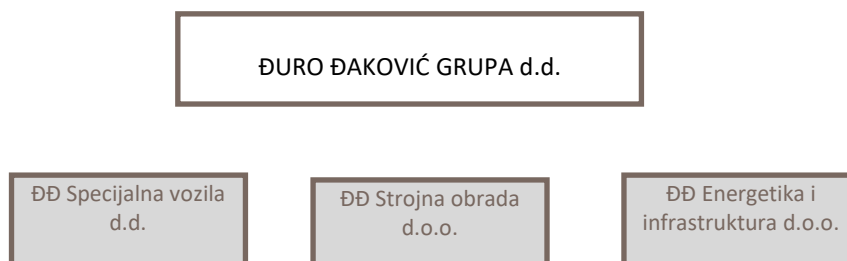 ĐURO ĐAKOVIĆ GRUPA d.d.
ĐĐ Specijalna vozila
d.d.
ĐĐ Strojna obrada
d.o.o.
ĐĐ Energetika i
infrastruktura d.o.o.